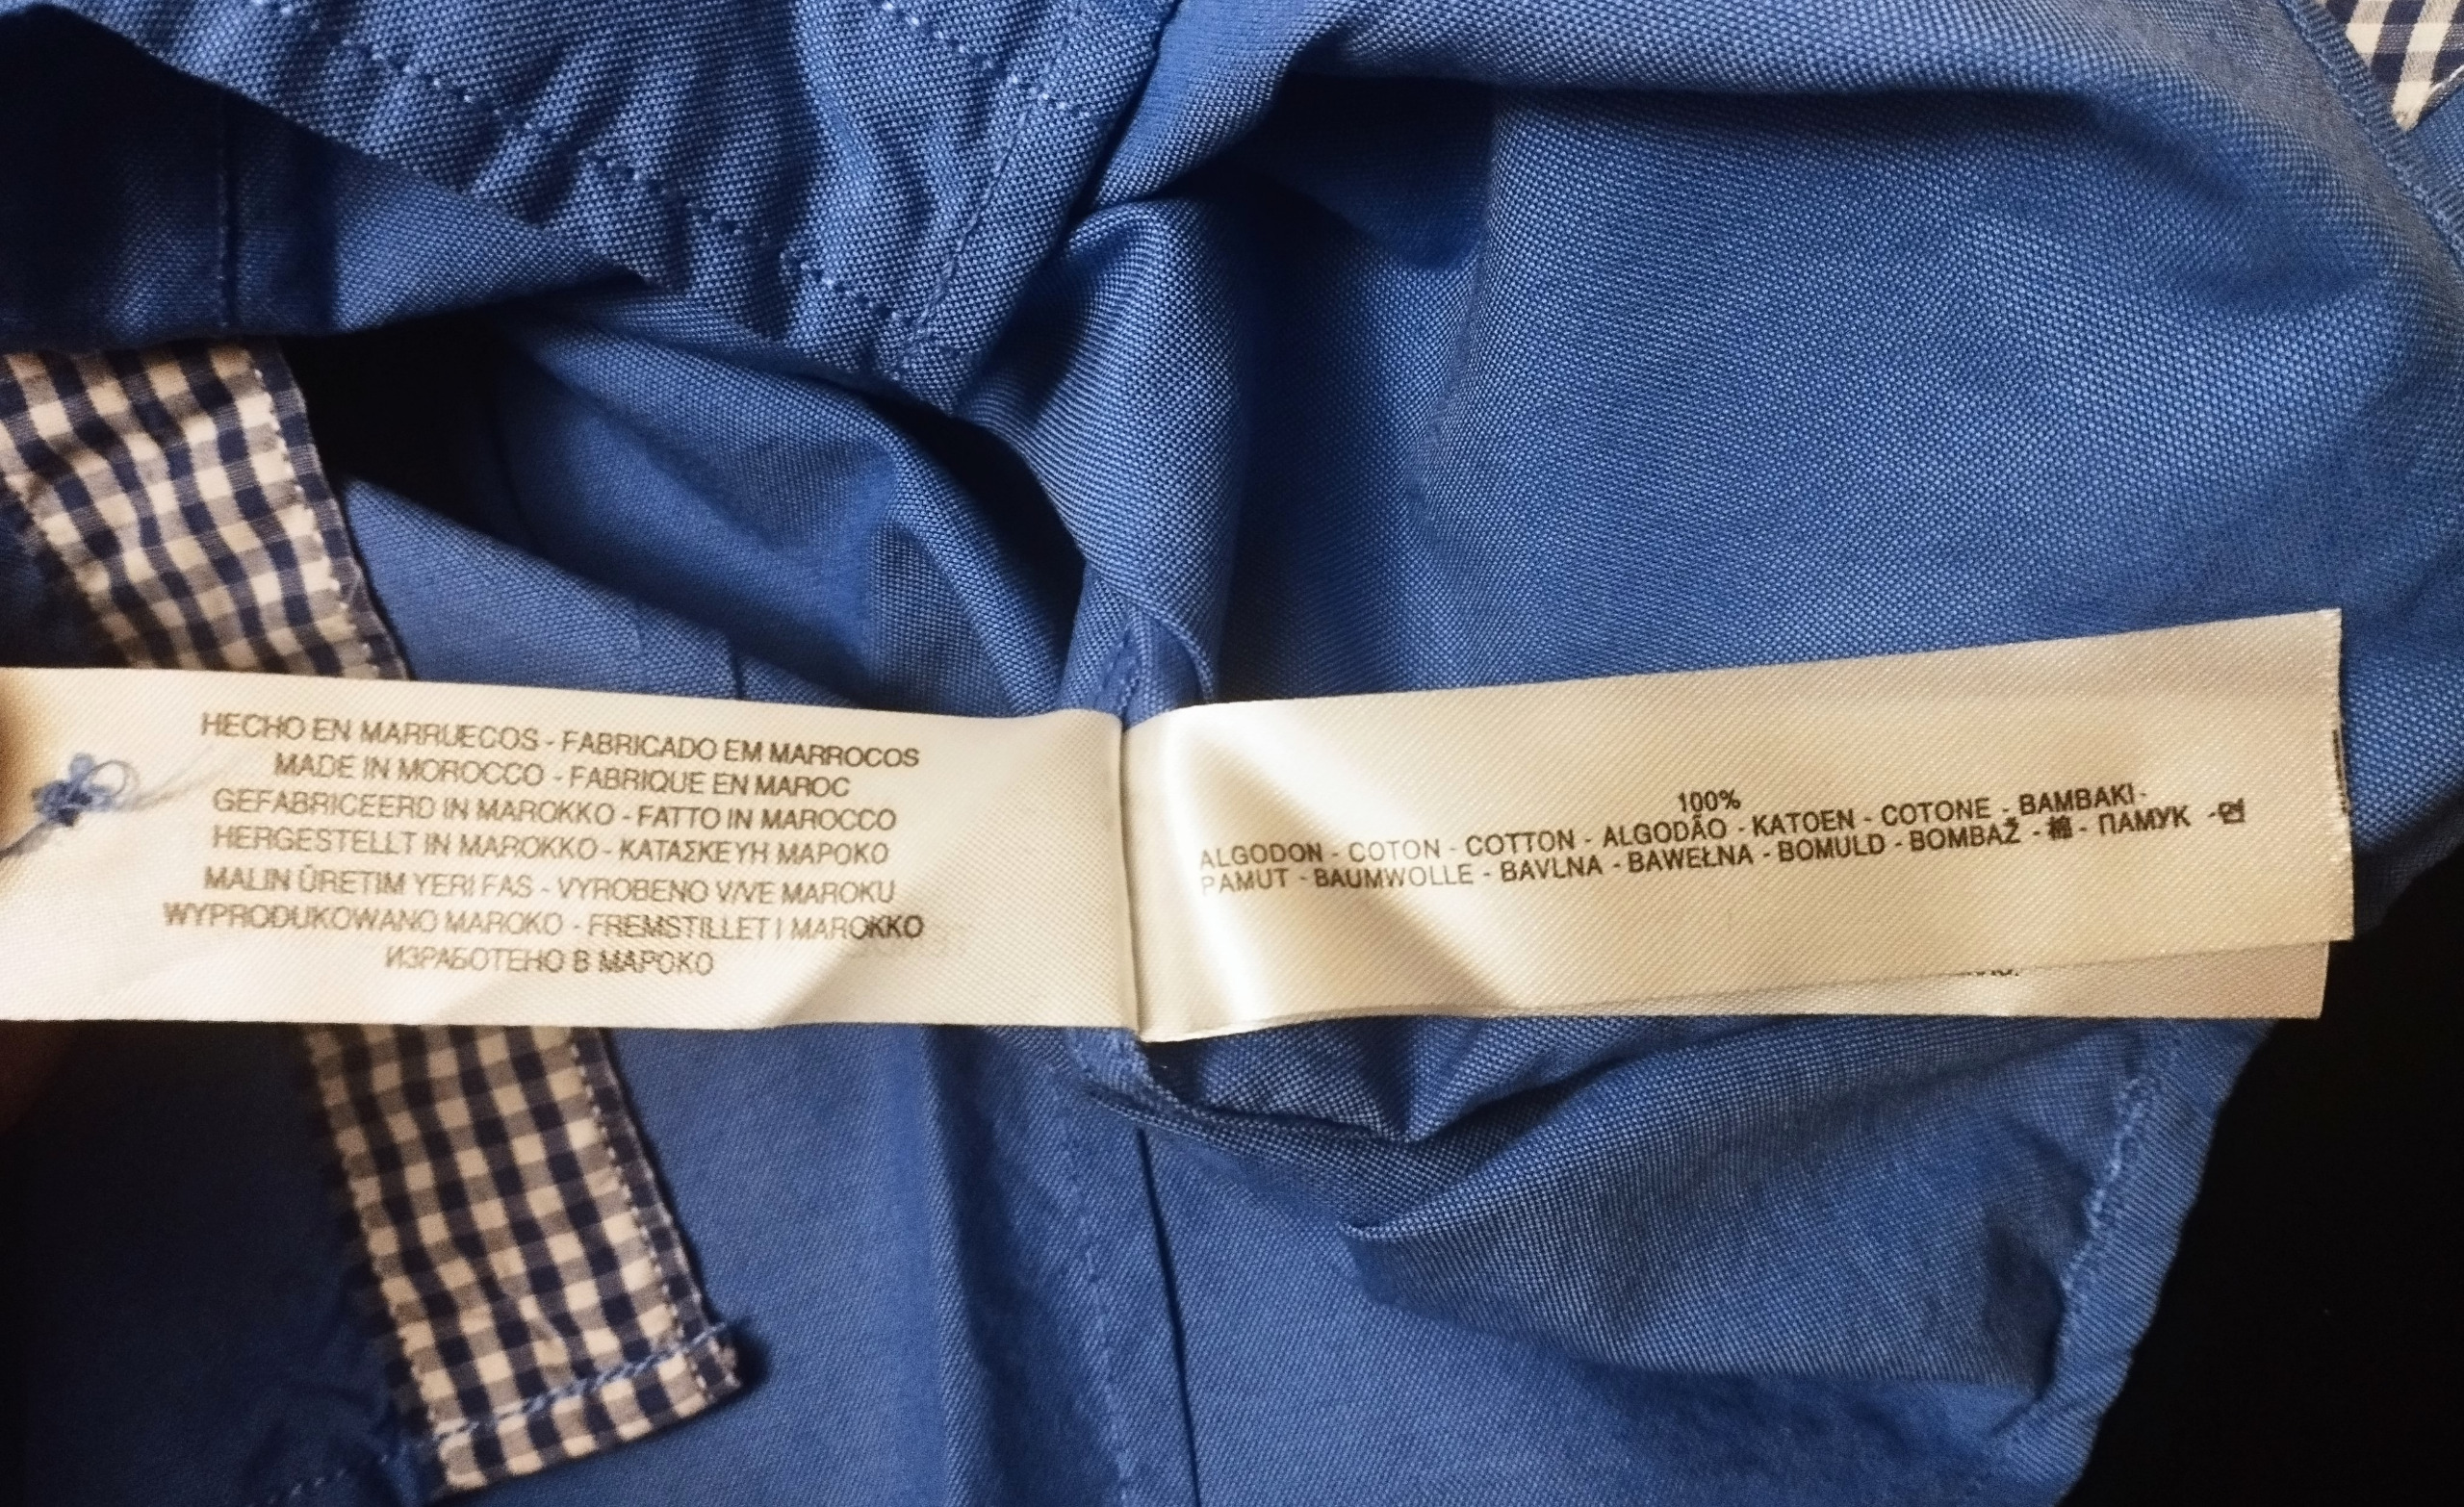 HECHO EN MARRUECOS - FABRICADO EM MARROCOS
MADE IN MOROCCO - FABRIQUE EN MAROC
GEFABRICEERD IN MAROKKO - FATTO IN MAROCCO
HERGESTELLT IN MAROKKO - ΚΑΤΑΣΚΕΥΗ ΜΑΡΟΚΟ
MALIN ÜRETIM YERI FAS - VYROBENO V/VE MAROKU
WYPRODUKOWANO MAROKO - FREMSTILLET I MAROKKO
ИЗРАБОТЕНО В МАРОКО
100%
ALGODON - COTON - COTTON - ALGODÃO - KATOEN - COTONE - BAMBAKI -
PAMUT - BAUMWOLLE - BAVLNA - BAWEŁNA - BOMULD - BOMBAŽ - 棉 - ПАМУК - 면